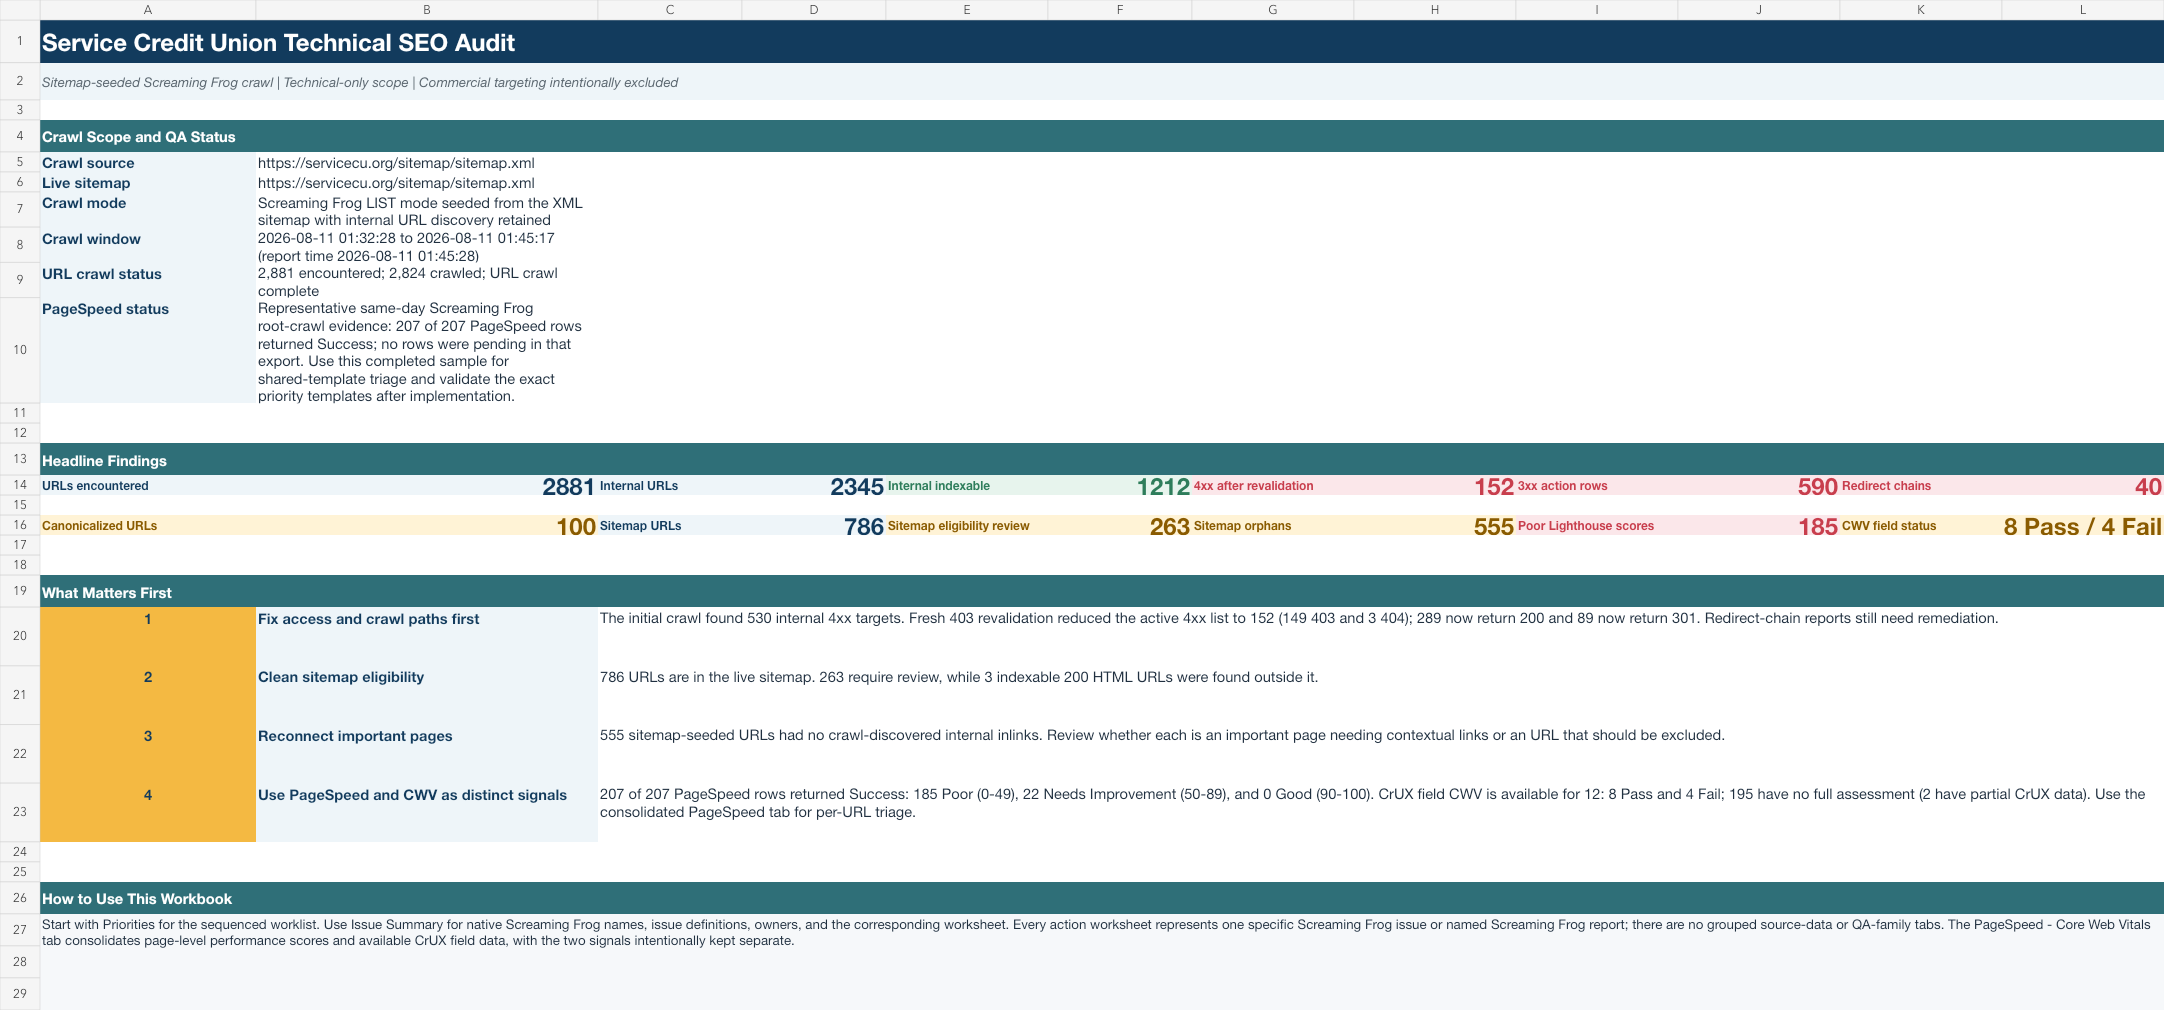 A B C D E F G H I J K L
1 Service Credit Union Technical SEO Audit
2 Sitemap-seeded Screaming Frog crawl | Technical-only scope | Commercial targeting intentionally excluded
3
4 Crawl Scope and QA Status
5 Crawl source https://servicecu.org/sitemap/sitemap.xml
6 Live sitemap https://servicecu.org/sitemap/sitemap.xml
7 Crawl mode Screaming Frog LIST mode seeded from the XML
sitemap with internal URL discovery retained
8 Crawl window 2026-08-11 01:32:28 to 2026-08-11 01:45:17
(report time 2026-08-11 01:45:28)
9 URL crawl status 2,881 encountered; 2,824 crawled; URL crawl
complete
10 PageSpeed status Representative same-day Screaming Frog
root-crawl evidence: 207 of 207 PageSpeed rows
returned Success; no rows were pending in that
export. Use this completed sample for
shared-template triage and validate the exact
priority templates after implementation.
11
12
13 Headline Findings
14 URLs encountered 2881 Internal URLs 2345 Internal indexable 1212 4xx after revalidation 152 3xx action rows 590 Redirect chains 40
15
16 Canonicalized URLs 100 Sitemap URLs 786 Sitemap eligibility review 263 Sitemap orphans 555 Poor Lighthouse scores 185 CWV field status 8 Pass / 4 Fail
17
18
19 What Matters First
20 1 Fix access and crawl paths first The initial crawl found 530 internal 4xx targets. Fresh 403 revalidation reduced the active 4xx list to 152 (149 403 and 3 404); 289 now return 200 and 89 now return 301. Redirect-chain reports still need remediation.
21 2 Clean sitemap eligibility 786 URLs are in the live sitemap. 263 require review, while 3 indexable 200 HTML URLs were found outside it.
22 3 Reconnect important pages 555 sitemap-seeded URLs had no crawl-discovered internal inlinks. Review whether each is an important page needing contextual links or an URL that should be excluded.
23 4 Use PageSpeed and CWV as distinct signals 207 of 207 PageSpeed rows returned Success: 185 Poor (0-49), 22 Needs Improvement (50-89), and 0 Good (90-100). CrUX field CWV is available for 12: 8 Pass and 4 Fail; 195 have no full assessment (2 have partial CrUX data). Use the
consolidated PageSpeed tab for per-URL triage.
24
25
26 How to Use This Workbook
27 Start with Priorities for the sequenced worklist. Use Issue Summary for native Screaming Frog names, issue definitions, owners, and the corresponding worksheet. Every action worksheet represents one specific Screaming Frog issue or named Screaming Frog report; there are no grouped source-data or QA-family tabs. The PageSpeed - Core Web Vitals
tab consolidates page-level performance scores and available CrUX field data, with the two signals intentionally kept separate.
28
29